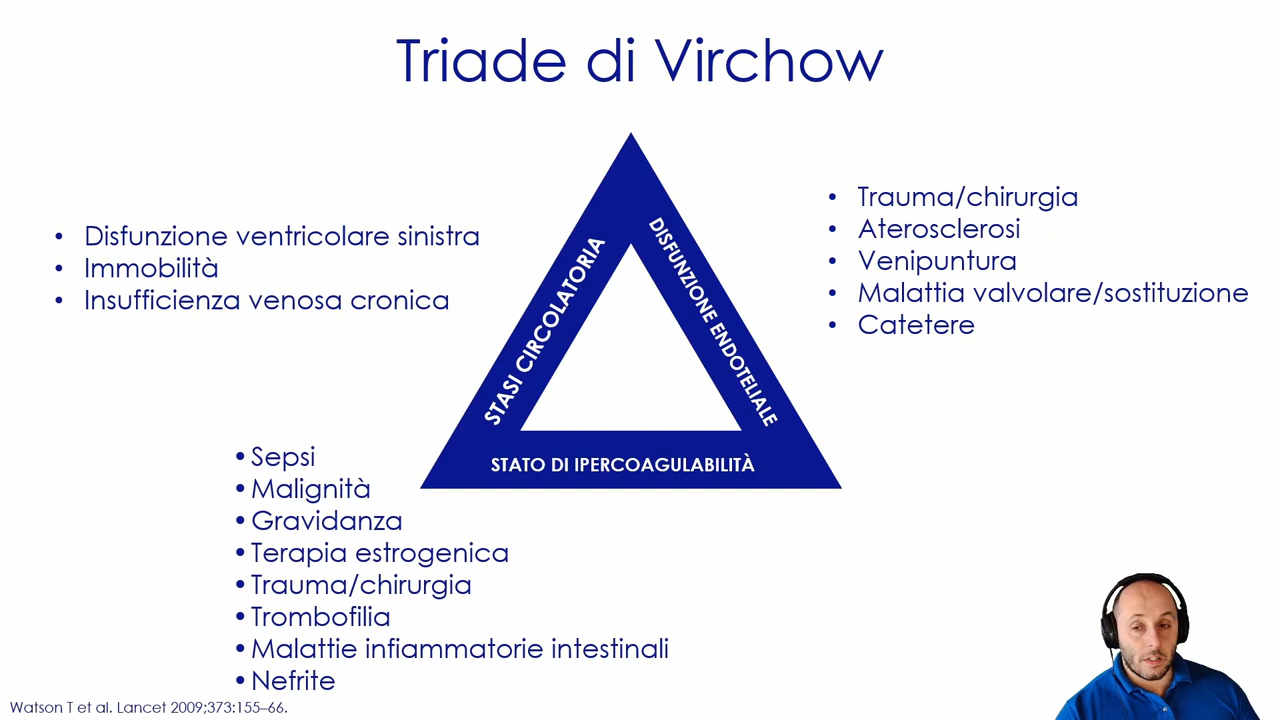 Triade di Virchow
• Disfunzione ventricolare sinistra
• Immobilità
• Insufficienza venosa cronica
STASI CIRCOLATORIA
DISFUNZIONE ENDOTELIALE
STATO DI IPERCOAGULABILITÀ
• Trauma/chirurgia
• Aterosclerosi
• Venipuntura
• Malattia valvolare/sostituzione
• Catetere
• Sepsi
• Malignità
• Gravidanza
• Terapia estrogenica
• Trauma/chirurgia
• Trombofilia
• Malattie infiammatorie intestinali
• Nefrite
Watson T et al. Lancet 2009;373:155–66.